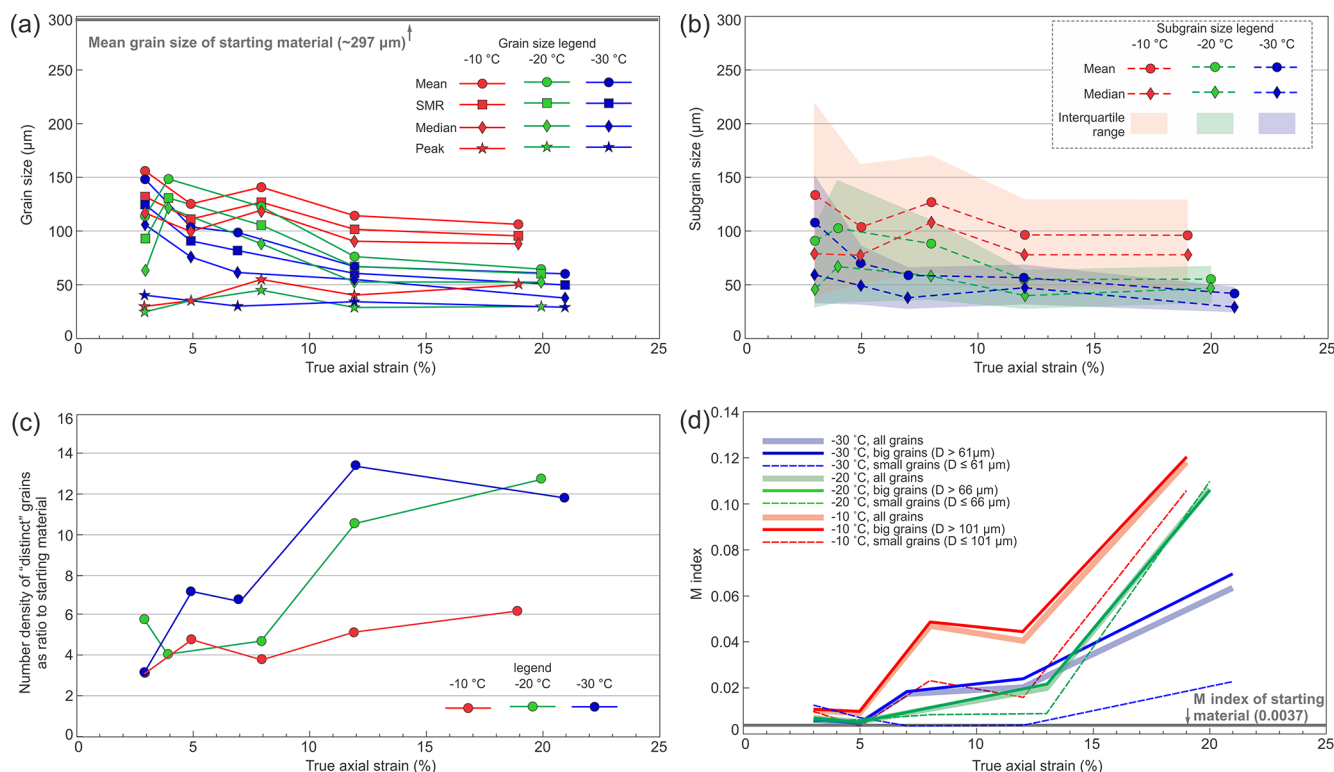 (a)
300
250
200
150
100
50
0
Grain size (µm)
Mean grain size of starting material (~297 µm)
Grain size legend
-10 °C -20 °C -30 °C
Mean
SMR
Median
Peak
0 5 10 15 20 25
True axial strain (%)
(b)
300
250
200
150
100
50
0
Subgrain size (µm)
Subgrain size legend
-10 °C -20 °C -30 °C
Mean
Median
Interquartile
range
0 5 10 15 20 25
True axial strain (%)
(c)
16
14
12
10
8
6
4
2
0
Number density of "distinct" grains
as ratio to starting material
legend
-10 °C -20 °C -30 °C
0 5 10 15 20 25
True axial strain (%)
(d)
0.14
0.12
0.10
0.08
0.06
0.04
0.02
0
M index
-30 °C, all grains
-30 °C, big grains (D > 61µm)
-30 °C, small grains (D ≤ 61 µm)
-20 °C, all grains
-20 °C, big grains (D > 66 µm)
-20 °C, small grains (D ≤ 66 µm)
-10 °C, all grains
-10 °C, big grains (D > 101 µm)
-10 °C, small grains (D ≤ 101 µm)
M index of starting
material (0.0037)
0 5 10 15 20 25
True axial strain (%)